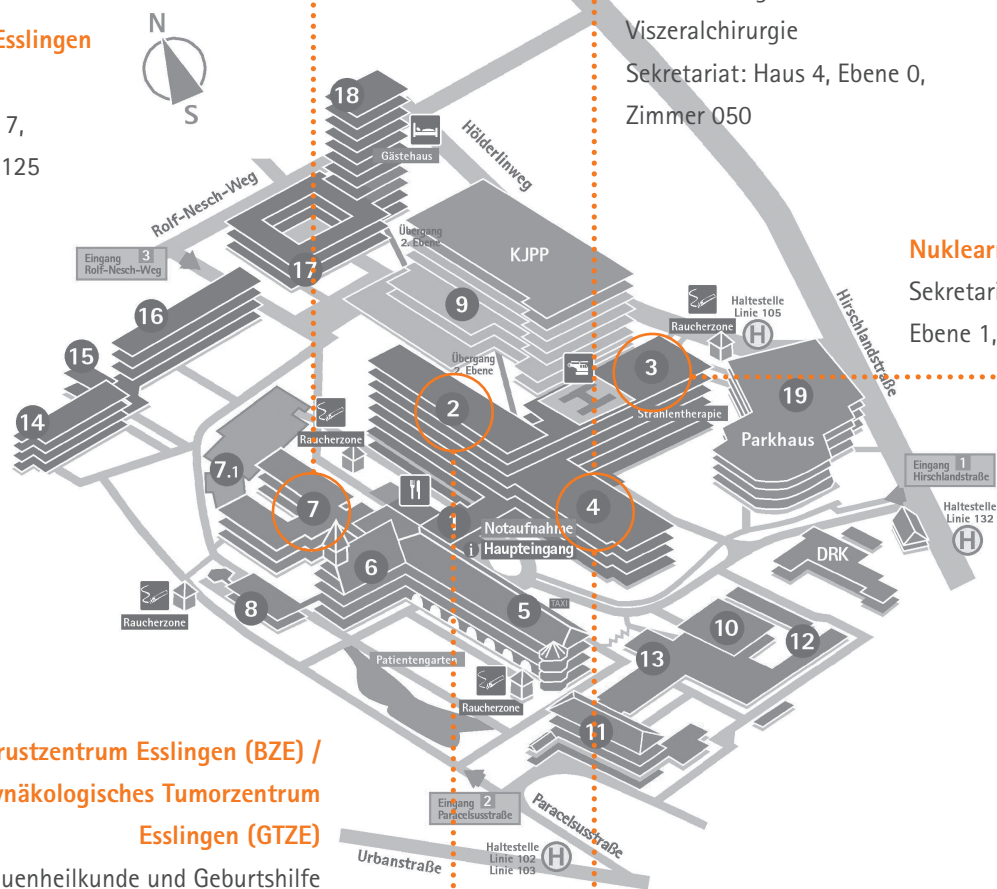 Esslingen
7,
125
Viszeralchirurgie
Sekretariat: Haus 4, Ebene 0,
Zimmer 050
N
S
18
Gästehaus
Hölderlinweg
Rolf-Nesch-Weg
Übergang
2. Ebene
KJPP
Eingang 3
Rolf-Nesch-Weg
17
9
16
Raucherzone
Haltestelle
Linie 105
H
Hirschlandstraße
Sekretari
Ebene 1,
15
Übergang
2. Ebene
3
2
H
Strahlentherapie
19
Parkhaus
14
Raucherzone
7.1
7
4
Eingang 1
Hirschlandstraße
Haltestelle
Linie 132
H
1
Notaufnahme
i Haupteingang
DRK
6
8
5
TAXI
10
12
Raucherzone
13
Patientengarten
Raucherzone
11
rustzentrum Esslingen (BZE) /
näkologisches Tumorzentrum
Esslingen (GTZE)
Eingang 2
Paracelsusstraße
Paracelsusstraße
Urbanstraße
Haltestelle
Linie 102
Linie 103
H
uenheilkunde und Geburtshilfe